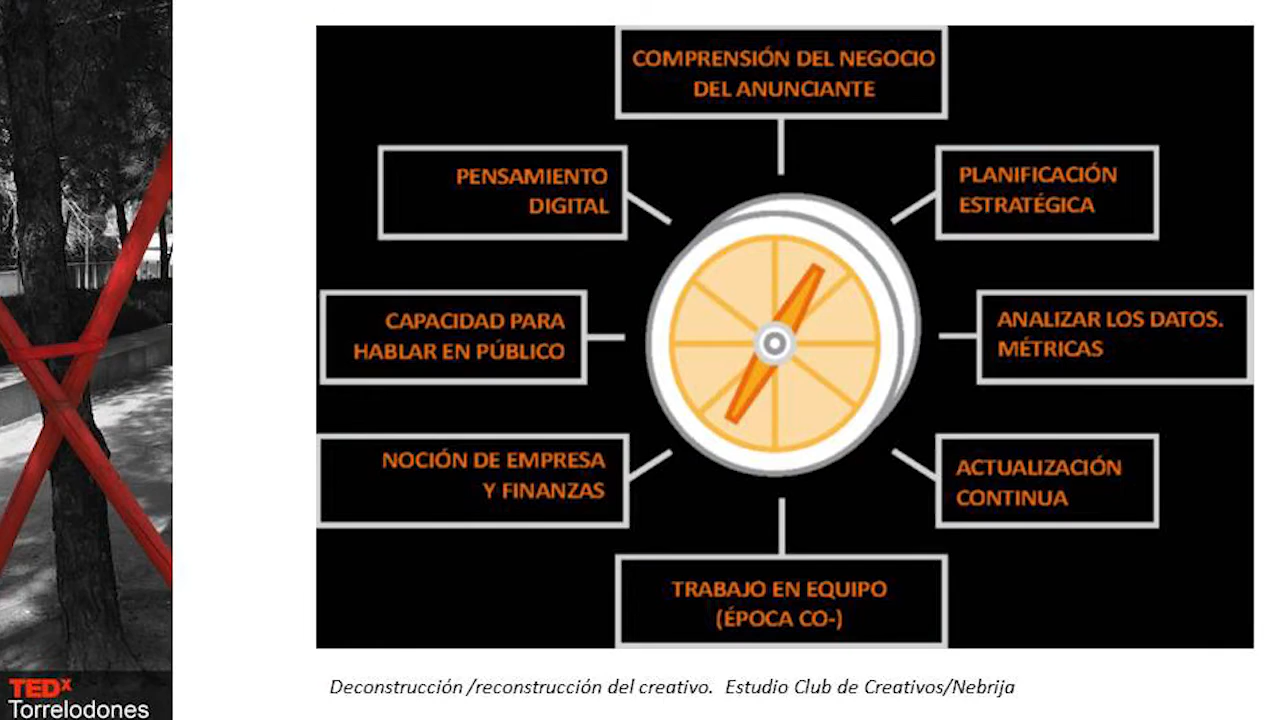 COMPRENSIÓN DEL NEGOCIO
DEL ANUNCIANTE
PENSAMIENTO
DIGITAL
PLANIFICACIÓN
ESTRATÉGICA
CAPACIDAD PARA
HABLAR EN PÚBLICO
ANALIZAR LOS DATOS.
MÉTRICAS
NOCIÓN DE EMPRESA
Y FINANZAS
ACTUALIZACIÓN
CONTINUA
TRABAJO EN EQUIPO
(ÉPOCA CO-)
Deconstrucción /reconstrucción del creativo. Estudio Club de Creativos/Nebrija
TEDx
Torrelodones